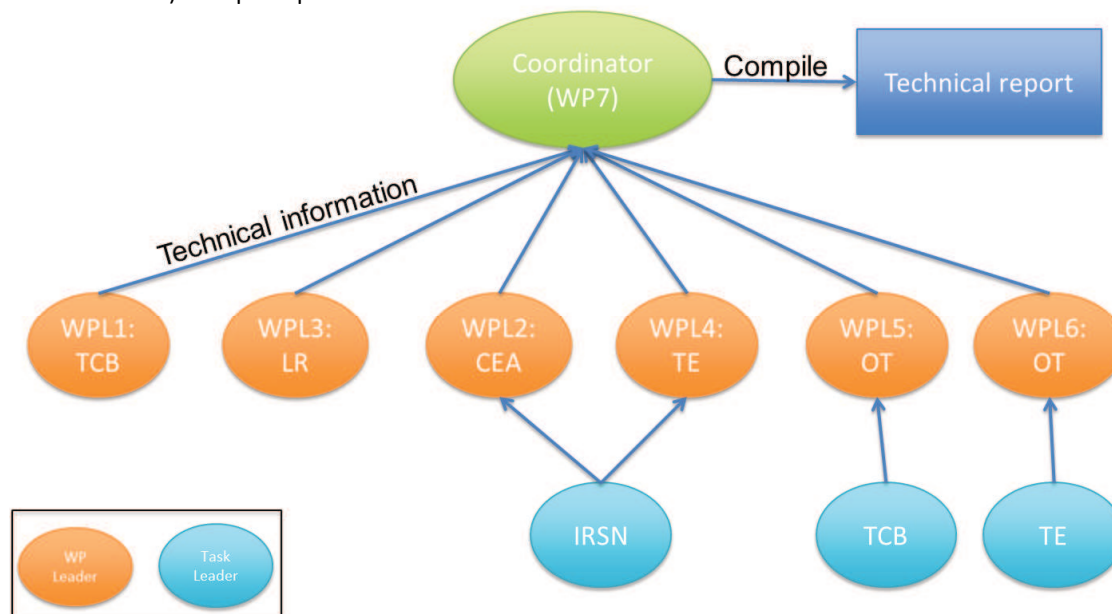 Coordinator
(WP7)
Compile
Technical report
Technical information
WPL1:
TCB
WPL3:
LR
WPL2:
CEA
WPL4:
TE
WPL5:
OT
WPL6:
OT
IRSN
TCB
TE
WP
Leader
Task
Leader